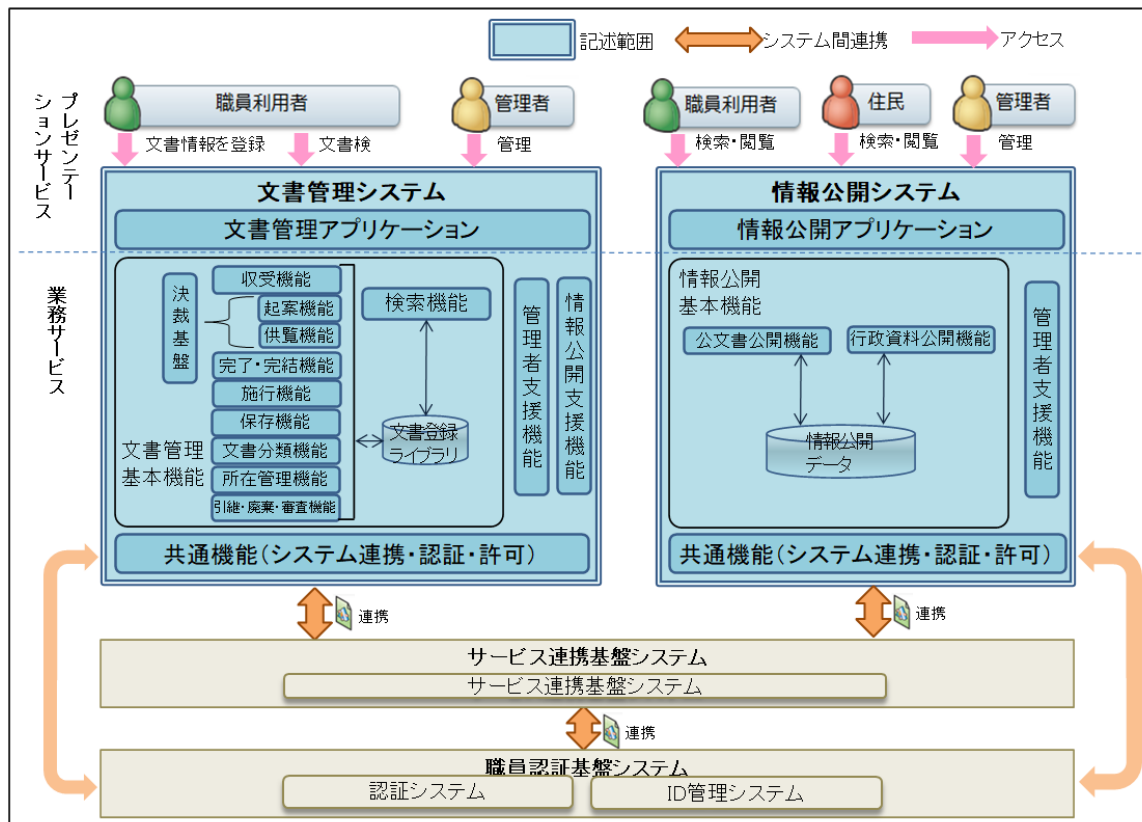 記述範囲
システム間連携
アクセス
プレゼンテー
ションサービス
職員利用者
管理者
職員利用者
住民
管理者
文書情報を登録
文書検
管理
検索・閲覧
検索・閲覧
管理
文書管理システム
文書管理アプリケーション
情報公開システム
情報公開アプリケーション
業務サービス
決裁基盤
収受機能
起案機能
供覧機能
完了・完結機能
施行機能
保存機能
文書分類機能
所在管理機能
引継・廃棄・審査機能
文書管理
基本機能
検索機能
文書登録
ライブラリ
管理者支援機能
情報公開支援機能
共通機能(システム連携・認証・許可)
情報公開
基本機能
公文書公開機能
行政資料公開機能
情報公開
データ
管理者支援機能
共通機能(システム連携・認証・許可)
連携
連携
サービス連携基盤システム
サービス連携基盤システム
連携
職員認証基盤システム
認証システム
ID管理システム